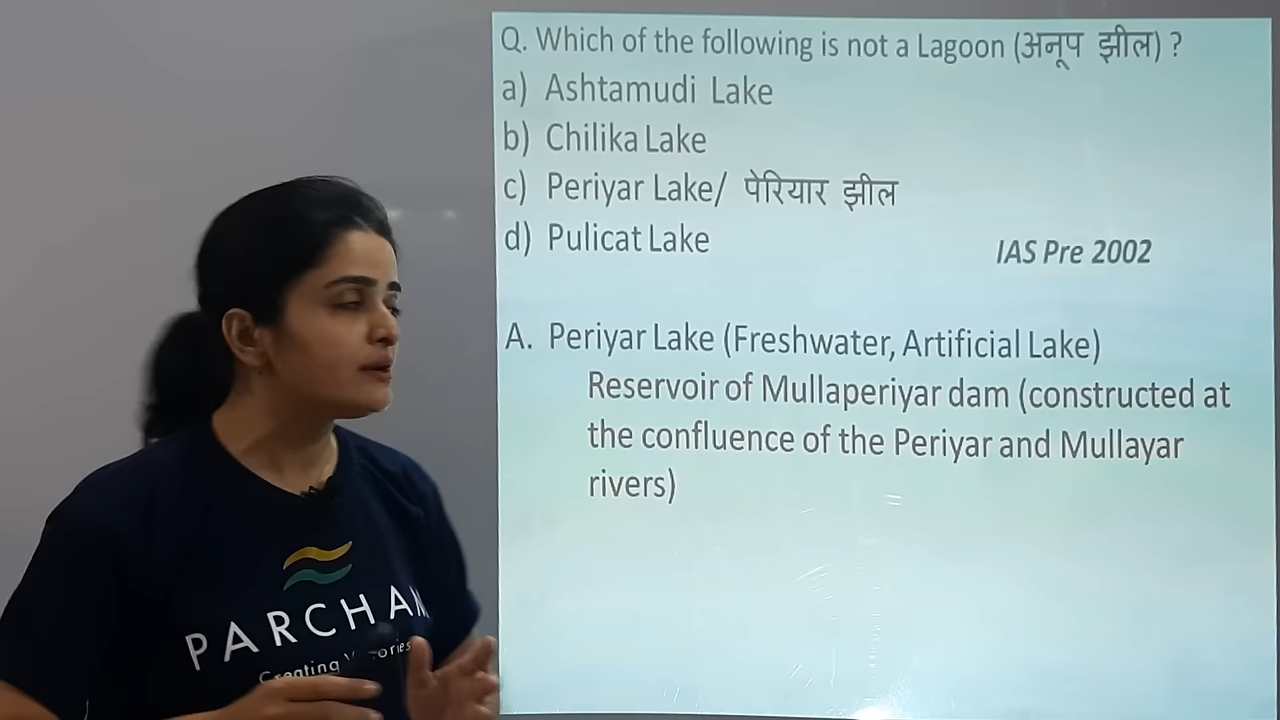 Q. Which of the following is not a Lagoon (अनूप झील) ?
a) Ashtamudi Lake
b) Chilika Lake
c) Periyar Lake/ पेरियार झील
d) Pulicat Lake
IAS Pre 2002
A. Periyar Lake (Freshwater, Artificial Lake)
Reservoir of Mullaperiyar dam (constructed at
the confluence of the Periyar and Mullayar
rivers)
PARCHAM
Creating